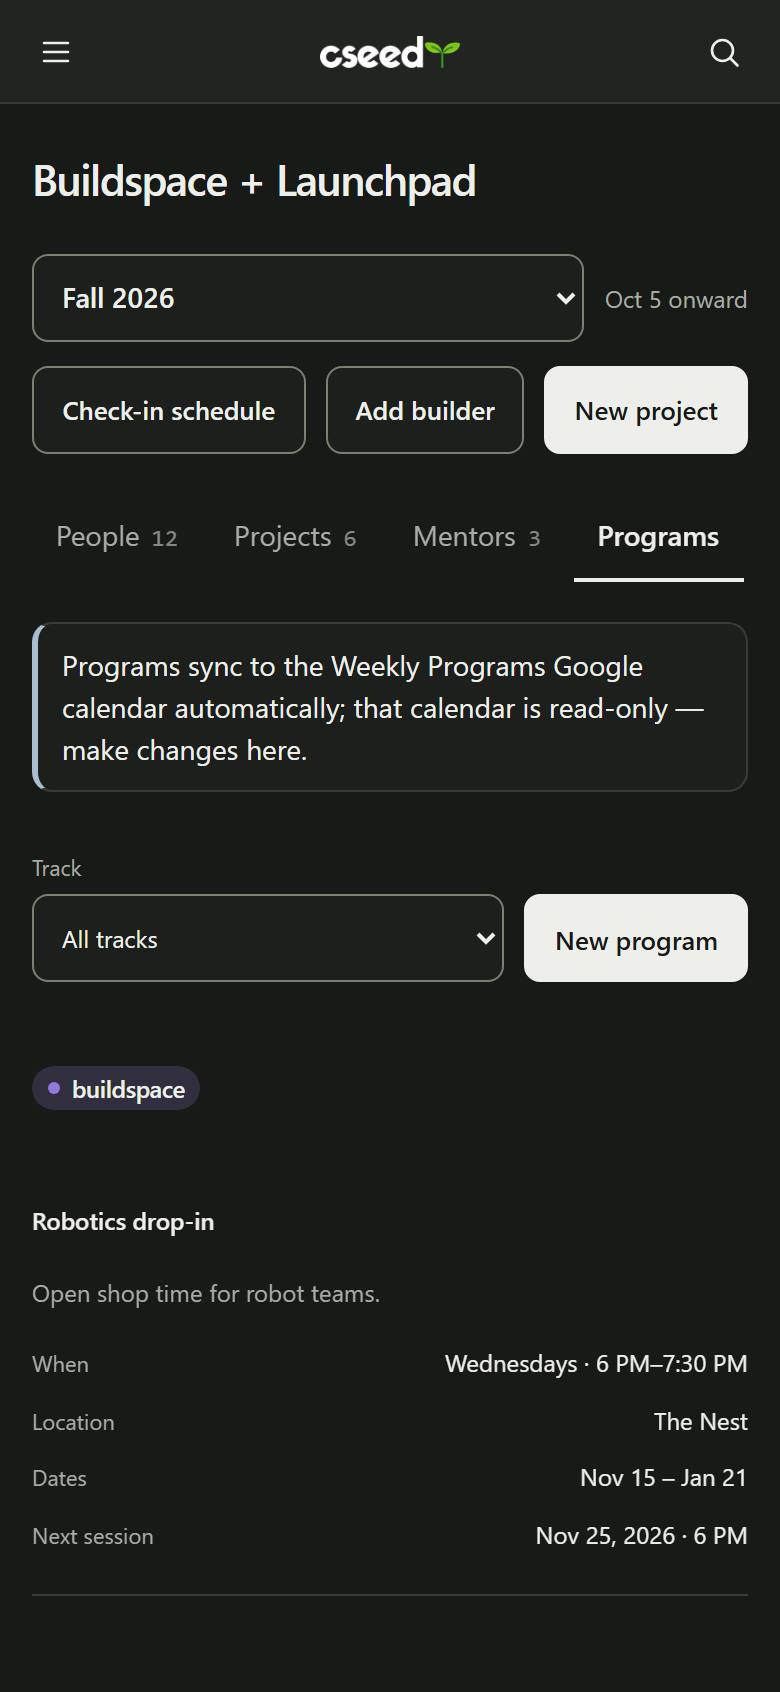 cseed
Buildspace + Launchpad
Fall 2026
Oct 5 onward
Check-in schedule
Add builder
New project
People 12
Projects 6
Mentors 3
Programs
Programs sync to the Weekly Programs Google
calendar automatically; that calendar is read-only —
make changes here.
Track
All tracks
New program
buildspace
Robotics drop-in
Open shop time for robot teams.
When
Wednesdays · 6 PM–7:30 PM
Location
The Nest
Dates
Nov 15 – Jan 21
Next session
Nov 25, 2026 · 6 PM